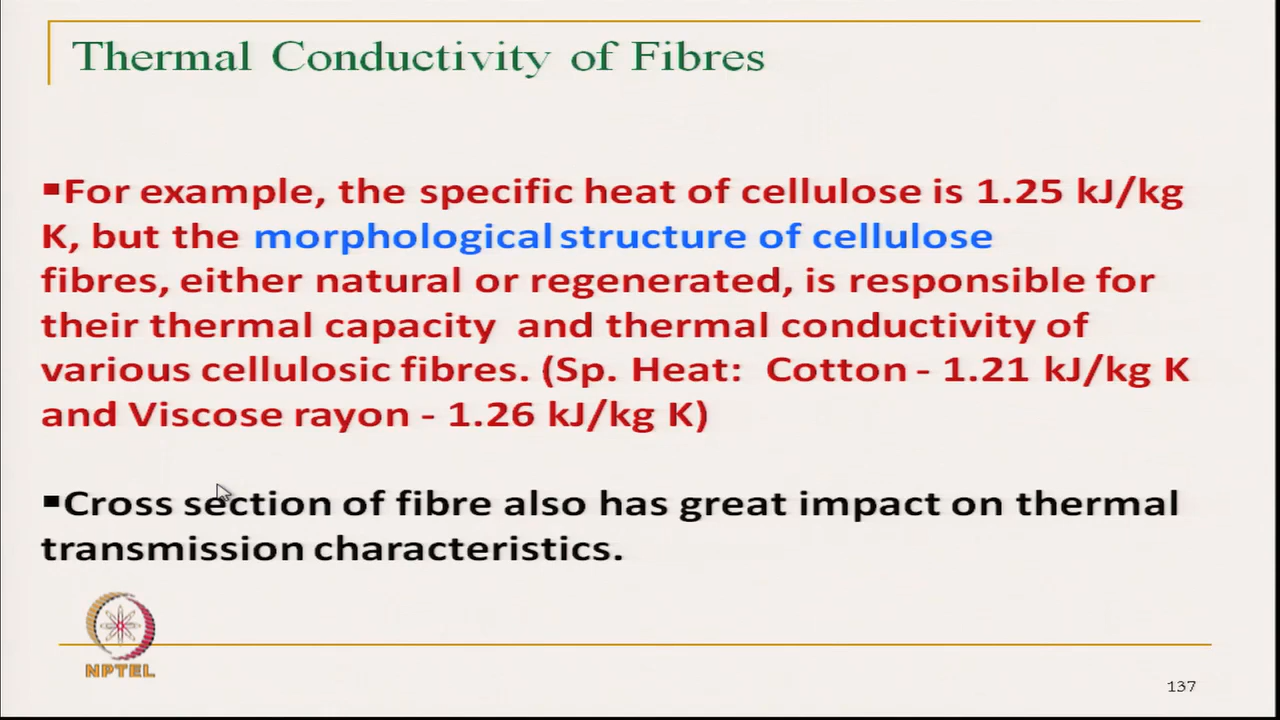 Thermal Conductivity of Fibres
▪For example, the specific heat of cellulose is 1.25 kJ/kg
K, but the morphological structure of cellulose
fibres, either natural or regenerated, is responsible for
their thermal capacity and thermal conductivity of
various cellulosic fibres. (Sp. Heat: Cotton - 1.21 kJ/kg K
and Viscose rayon - 1.26 kJ/kg K)
▪Cross section of fibre also has great impact on thermal
transmission characteristics.
NPTEL
137